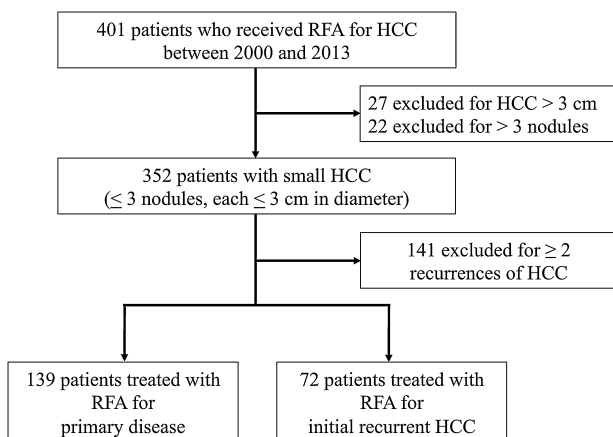 401 patients who received RFA for HCC
between 2000 and 2013
27 excluded for HCC > 3 cm
22 excluded for > 3 nodules
352 patients with small HCC
(≤ 3 nodules, each ≤ 3 cm in diameter)
141 excluded for ≥ 2
recurrences of HCC
139 patients treated with
RFA for
primary disease
72 patients treated with
RFA for
initial recurrent HCC